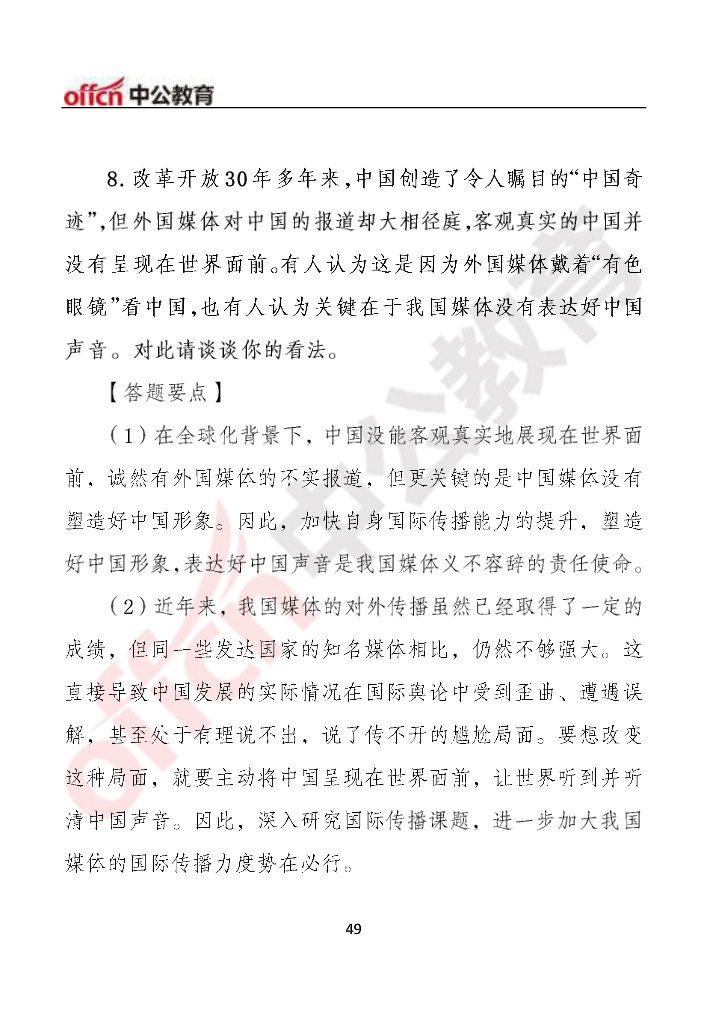 offcn 中公教育
8.改革开放30年多年来,中国创造了令人瞩目的“中国奇
迹”,但外国媒体对中国的报道却大相径庭,客观真实的中国并
没有呈现在世界面前。有人认为这是因为外国媒体戴着“有色
眼镜”看中国,也有人认为关键在于我国媒体没有表达好中国
声音。对此请谈谈你的看法。
【答题要点】
（1）在全球化背景下，中国没能客观真实地展现在世界面
前，诚然有外国媒体的不实报道，但更关键的是中国媒体没有
塑造好中国形象。因此，加快自身国际传播能力的提升，塑造
好中国形象,表达好中国声音是我国媒体义不容辞的责任使命。
（2）近年来，我国媒体的对外传播虽然已经取得了一定的
成绩，但同一些发达国家的知名媒体相比，仍然不够强大。这
直接导致中国发展的实际情况在国际舆论中受到歪曲、遭遇误
解，甚至处于有理说不出，说了传不开的尴尬局面。要想改变
这种局面，就要主动将中国呈现在世界面前，让世界听到并听
清中国声音。因此，深入研究国际传播课题，进一步加大我国
媒体的国际传播力度势在必行。
offcn中公教育
49